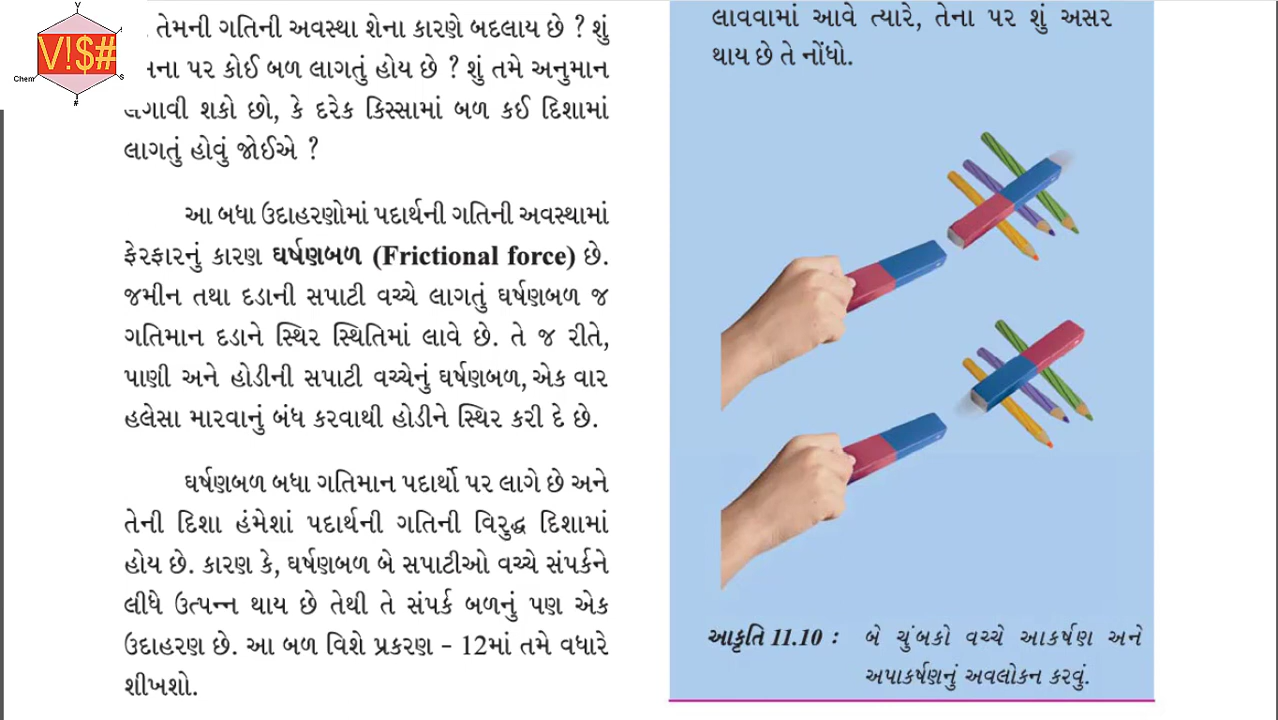 Y
V!$#
Chem
S
#
તેમની ગતિની અવસ્થા શેના કારણે બદલાય છે ? શું
પર કોઈ બળ લાગતું હોય છે ? શું તમે અનુમાન
લગાવી શકો છો, કે દરેક કિસ્સામાં બળ કઈ દિશામાં
લાગતું હોવું જોઈએ ?
આ બધા ઉદાહરણોમાં પદાર્થની ગતિની અવસ્થામાં
ફેરફારનું કારણ ઘર્ષણબળ (Frictional force) છે.
જમીન તથા દડાની સપાટી વચ્ચે લાગતું ઘર્ષણબળ જ
ગતિમાન દડાને સ્થિર સ્થિતિમાં લાવે છે. તે જ રીતે,
પાણી અને હોડીની સપાટી વચ્ચેનું ઘર્ષણબળ, એક વાર
હલેસા મારવાનું બંધ કરવાથી હોડીને સ્થિર કરી દે છે.
ઘર્ષણબળ બધા ગતિમાન પદાર્થો પર લાગે છે અને
તેની દિશા હંમેશાં પદાર્થની ગતિની વિરુદ્ધ દિશામાં
હોય છે. કારણ કે, ઘર્ષણબળ બે સપાટીઓ વચ્ચે સંપર્કને
લીધે ઉત્પન્ન થાય છે તેથી તે સંપર્ક બળનું પણ એક
ઉદાહરણ છે. આ બળ વિશે પ્રકરણ - 12માં તમે વધારે
શીખશો.
લાવવામાં આવે ત્યારે, તેના પર શું અસર
થાય છે તે નોંધો.
આકૃતિ 11.10 : બે ચુંબકો વચ્ચે આકર્ષણ અને
અપાકર્ષણનું અવલોકન કરવું.